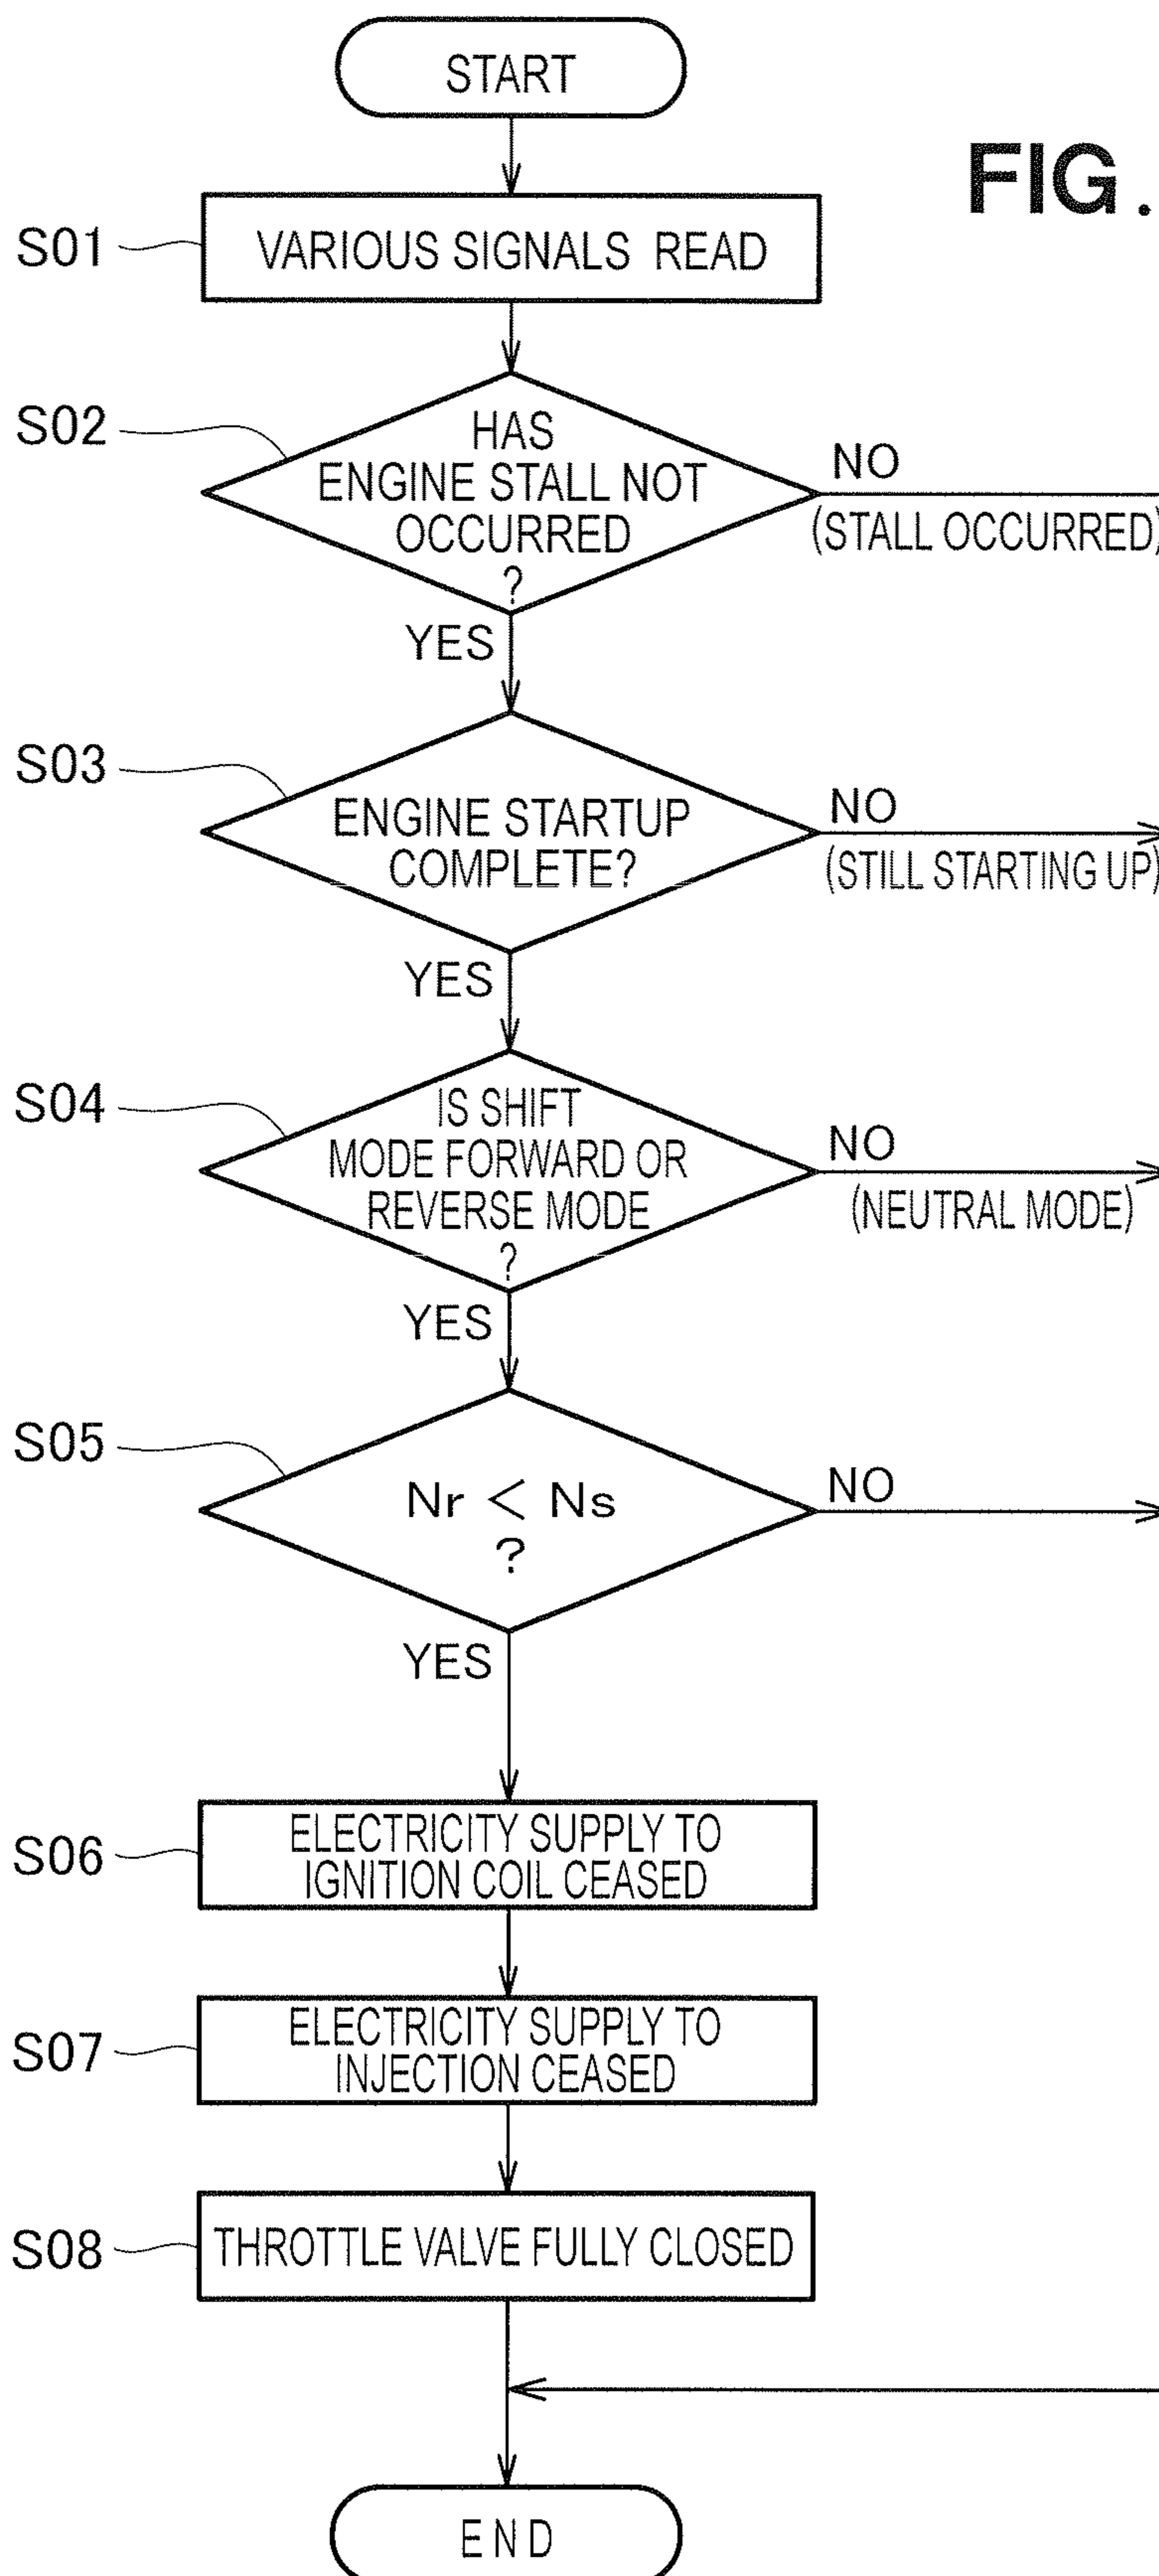 START
FIG.
S01
VARIOUS SIGNALS READ
S02
HAS
ENGINE STALL NOT
OCCURRED
?
NO
(STALL OCCURRED)
YES
S03
ENGINE STARTUP
COMPLETE?
NO
(STILL STARTING UP)
YES
S04
IS SHIFT
MODE FORWARD OR
REVERSE MODE
?
NO
(NEUTRAL MODE)
YES
S05
Nr < Ns
?
NO
YES
S06
ELECTRICITY SUPPLY TO
IGNITION COIL CEASED
S07
ELECTRICITY SUPPLY TO
INJECTION CEASED
S08
THROTTLE VALVE FULLY CLOSED
END